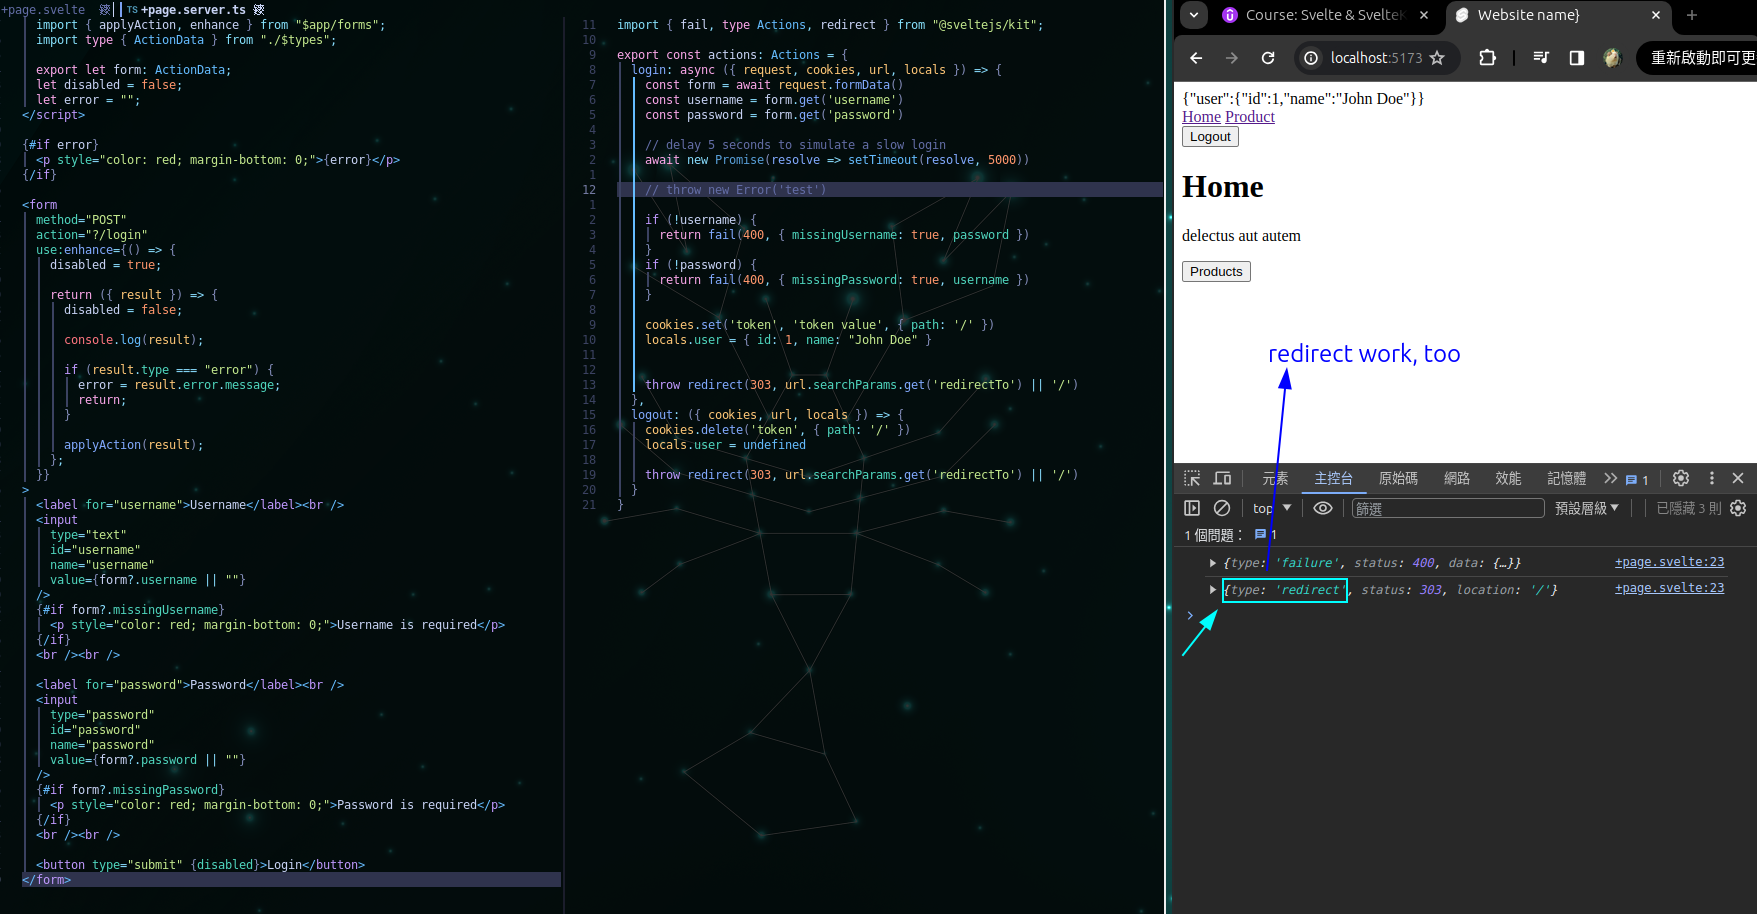 +page.svelte
TS +page.server.ts
import { applyAction, enhance } from "$app/forms";
import type { ActionData } from "./$types";
export let form: ActionData;
let disabled = false;
let error = "";
</script>
{#if error}
<p style="color: red; margin-bottom: 0;">{error}</p>
{/if}
<form
method="POST"
action="?/login"
use:enhance={() => {
disabled = true;
return ({ result }) => {
disabled = false;
console.log(result);
if (result.type === "error") {
error = result.error.message;
return;
}
applyAction(result);
};
}}
>
<label for="username">Username</label><br />
<input
type="text"
id="username"
name="username"
value={form?.username || ""}
/>
{#if form?.missingUsername}
<p style="color: red; margin-bottom: 0;">Username is required</p>
{/if}
<br /><br />
<label for="password">Password</label><br />
<input
type="password"
id="password"
name="password"
value={form?.password || ""}
/>
{#if form?.missingPassword}
<p style="color: red; margin-bottom: 0;">Password is required</p>
{/if}
<br /><br />
<button type="submit" {disabled}>Login</button>
</form>
11 import { fail, type Actions, redirect } from "@sveltejs/kit";
10
9 export const actions: Actions = {
8 login: async ({ request, cookies, url, locals }) => {
7 const form = await request.formData()
6 const username = form.get('username')
5 const password = form.get('password')
4
3 // delay 5 seconds to simulate a slow login
2 await new Promise(resolve => setTimeout(resolve, 5000))
1
12 // throw new Error('test')
1
2 if (!username) {
3 return fail(400, { missingUsername: true, password })
4 }
5 if (!password) {
6 return fail(400, { missingPassword: true, username })
7 }
8
9 cookies.set('token', 'token value', { path: '/' })
10 locals.user = { id: 1, name: "John Doe" }
11
12
13 throw redirect(303, url.searchParams.get('redirectTo') || '/')
14 },
15 logout: ({ cookies, url, locals }) => {
16 cookies.delete('token', { path: '/' })
17 locals.user = undefined
18
19 throw redirect(303, url.searchParams.get('redirectTo') || '/')
20 }
21 }
Course: Svelte & SvelteK
Website name}
localhost:5173
重新啟動即可更
{"user":{"id":1,"name":"John Doe"}}
Home Product
Logout
Home
delectus aut autem
Products
redirect work, too
元素 主控台 原始碼 網路 效能 記憶體 1
top 篩選 預設層級 已隱藏 3 則
1 個問題： 1
{type: 'failure', status: 400, data: {…}} +page.svelte:23
{type: 'redirect', status: 303, location: '/'} +page.svelte:23